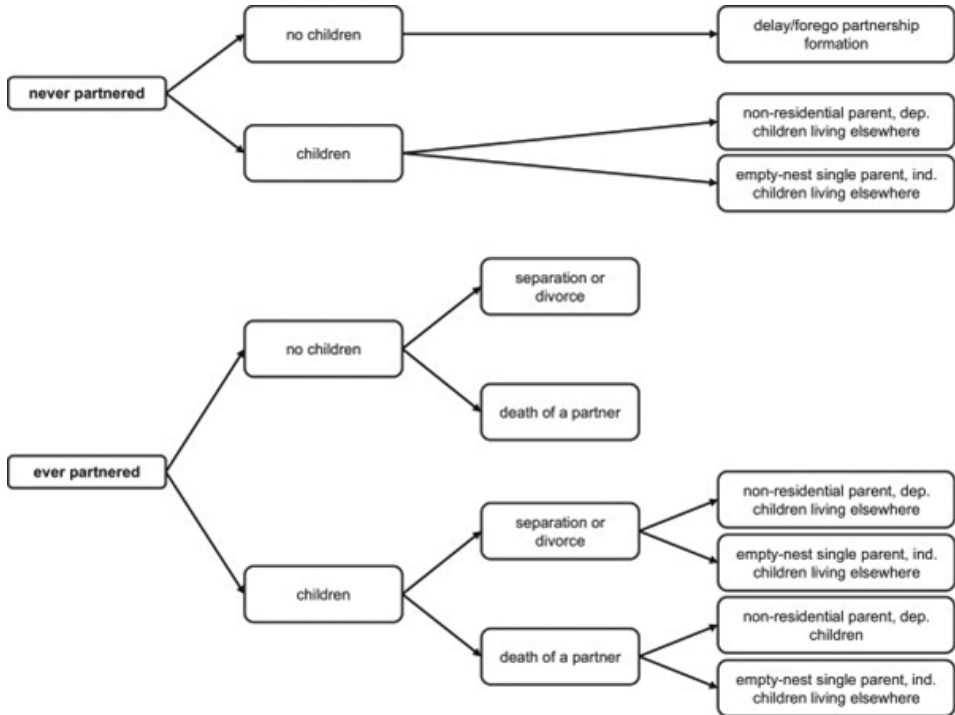 no children
delay/forego partnership
formation
never partnered
children
non-residential parent, dep.
children living elsewhere
empty-nest single parent, ind.
children living elsewhere
separation or
divorce
no children
death of a partner
ever partnered
children
separation or
divorce
non-residential parent, dep.
children living elsewhere
empty-nest single parent, ind.
children living elsewhere
death of a partner
non-residential parent, dep.
children
empty-nest single parent, ind.
children living elsewhere